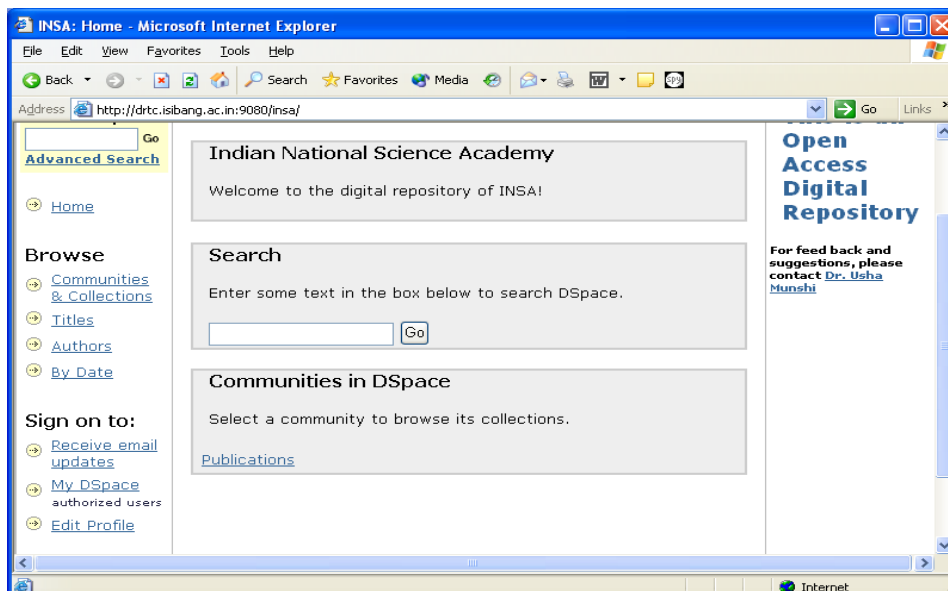 INSA: Home - Microsoft Internet Explorer
File Edit View Favorites Tools Help
Back Search Favorites Media
Address http://drtc.isibang.ac.in:9080/insa/ Go Links »
Go
Advanced Search
Home
Browse
Communities
& Collections
Titles
Authors
By Date
Sign on to:
Receive email
updates
My DSpace
authorized users
Edit Profile
Indian National Science Academy
Welcome to the digital repository of INSA!
Search
Enter some text in the box below to search DSpace.
Go
Communities in DSpace
Select a community to browse its collections.
Publications
Open
Access
Digital
Repository
For feed back and
suggestions, please
contact Dr. Usha
Munshi
Internet